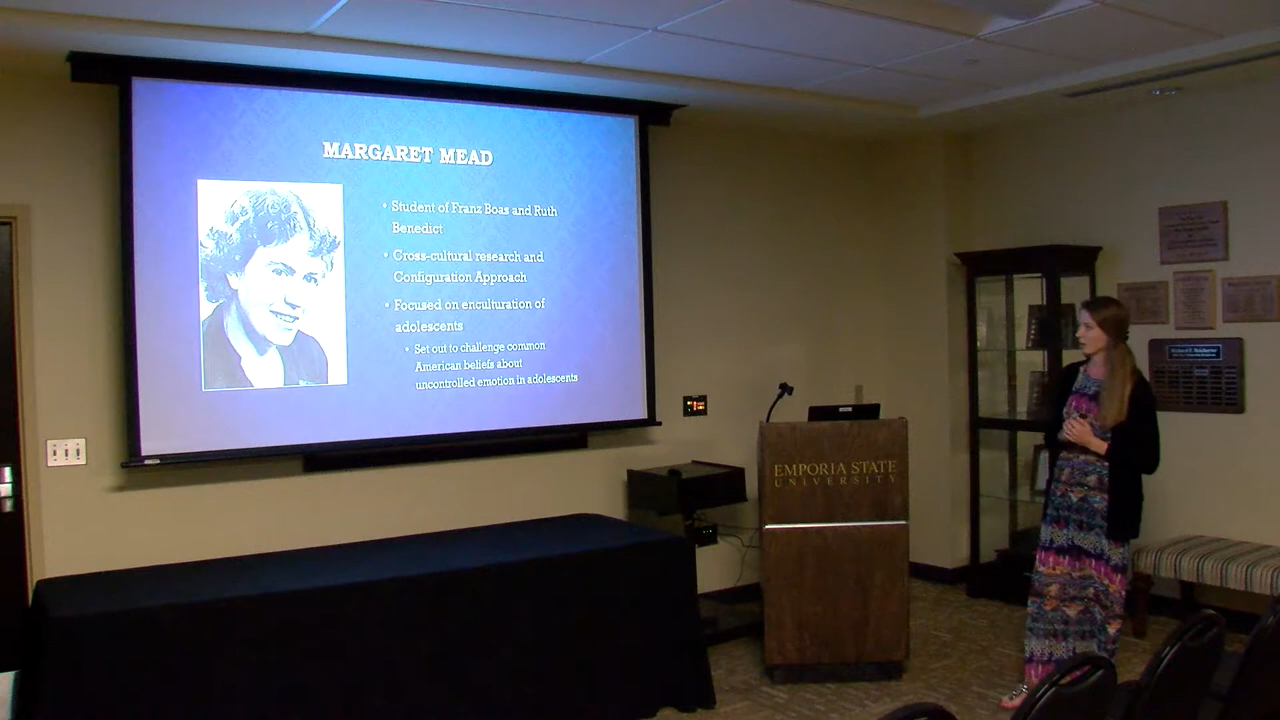 MARGARET MEAD
• Student of Franz Boas and Ruth
Benedict
• Cross-cultural research and
Configuration Approach
• Focused on enculturation of
adolescents
• Set out to challenge common
American beliefs about
uncontrolled emotion in adolescents
EMPORIA STATE
UNIVERSITY